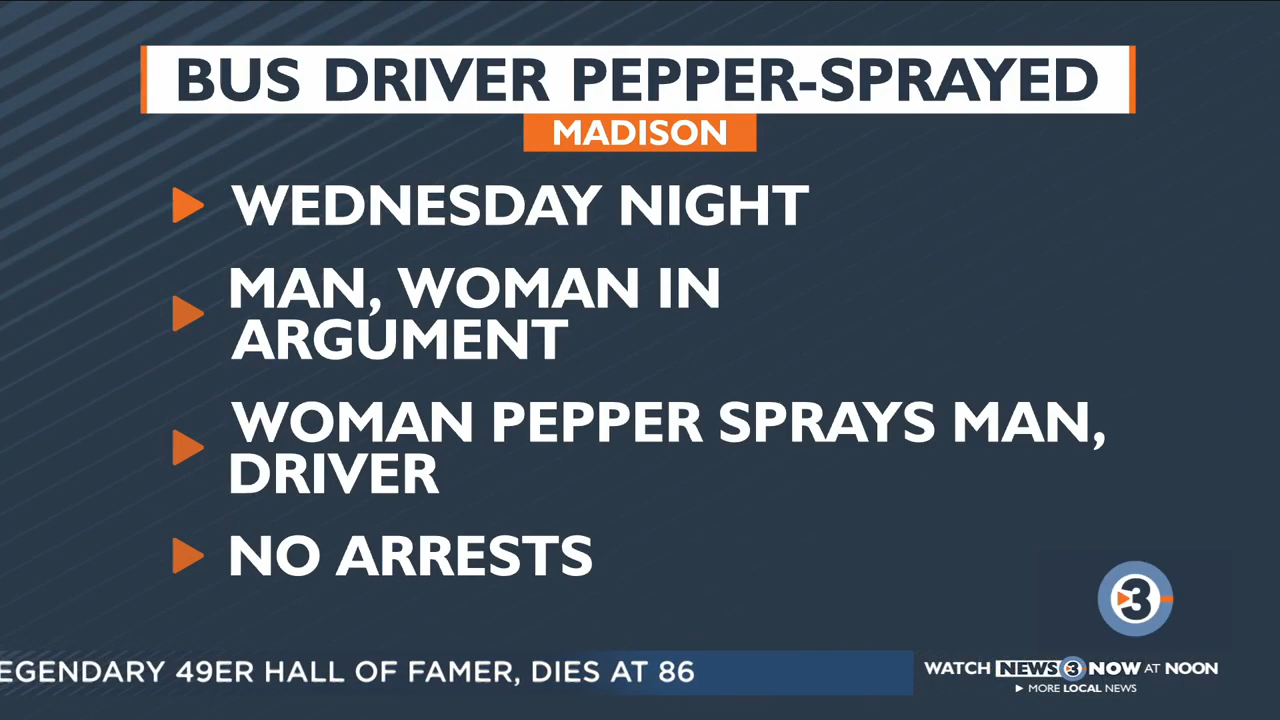 BUS DRIVER PEPPER-SPRAYED
MADISON
WEDNESDAY NIGHT
MAN, WOMAN IN
ARGUMENT
WOMAN PEPPER SPRAYS MAN,
DRIVER
NO ARRESTS
3
EGENDARY 49ER HALL OF FAMER, DIES AT 86
WATCH NEWS 3 NOW AT NOON
MORE LOCAL NEWS